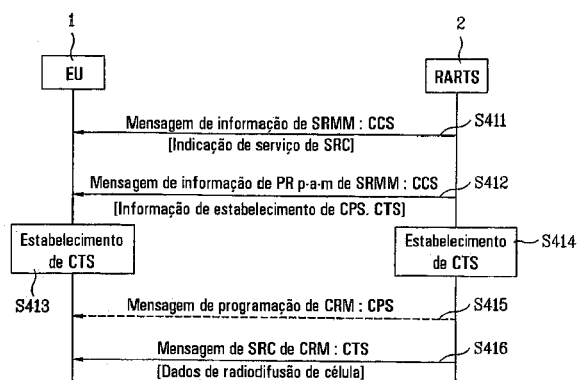 1
2
EU
RARTS
Mensagem de informação de SRMM : CCS
S411
[Indicação de serviço de SRC]
Mensagem de informação de PR p-a-m de SRMM : CCS
S412
[Informação de estabelecimento de CPS. CTS]
Estabelecimento
de CTS
S413
Estabelecimento
de CTS
S414
Mensagem de programação de CRM : CPS
S415
Mensagem de SRC de CRM : CTS
S416
[Dados de radiodifusão de célula]